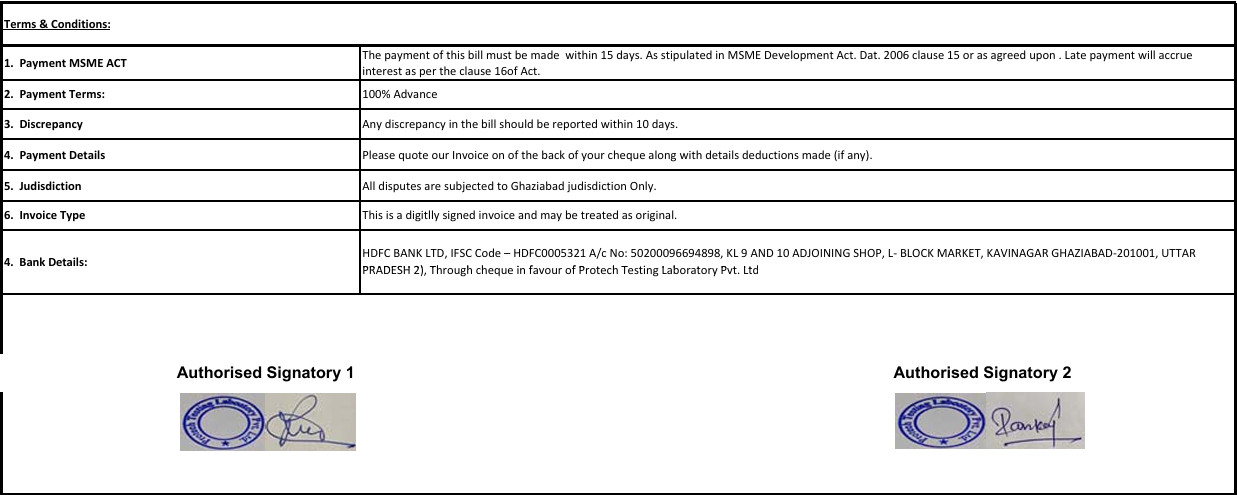 Terms & Conditions:
1. Payment MSME ACT
The payment of this bill must be made within 15 days. As stipulated in MSME Development Act. Dat. 2006 clause 15 or as agreed upon . Late payment will accrue
interest as per the clause 16of Act.
2. Payment Terms:
100% Advance
3. Discrepancy
Any discrepancy in the bill should be reported within 10 days.
4. Payment Details
Please quote our Invoice on of the back of your cheque along with details deductions made (if any).
5. Judisdiction
All disputes are subjected to Ghaziabad judisdiction Only.
6. Invoice Type
This is a digitlly signed invoice and may be treated as original.
4. Bank Details:
HDFC BANK LTD, IFSC Code – HDFC0005321 A/c No: 50200096694898, KL 9 AND 10 ADJOINING SHOP, L- BLOCK MARKET, KAVINAGAR GHAZIABAD-201001, UTTAR
PRADESH 2), Through cheque in favour of Protech Testing Laboratory Pvt. Ltd
Authorised Signatory 1
Authorised Signatory 2
Protech Testing Laboratory Pvt. Ltd.
Protech Testing Laboratory Pvt. Ltd.
Pankaj